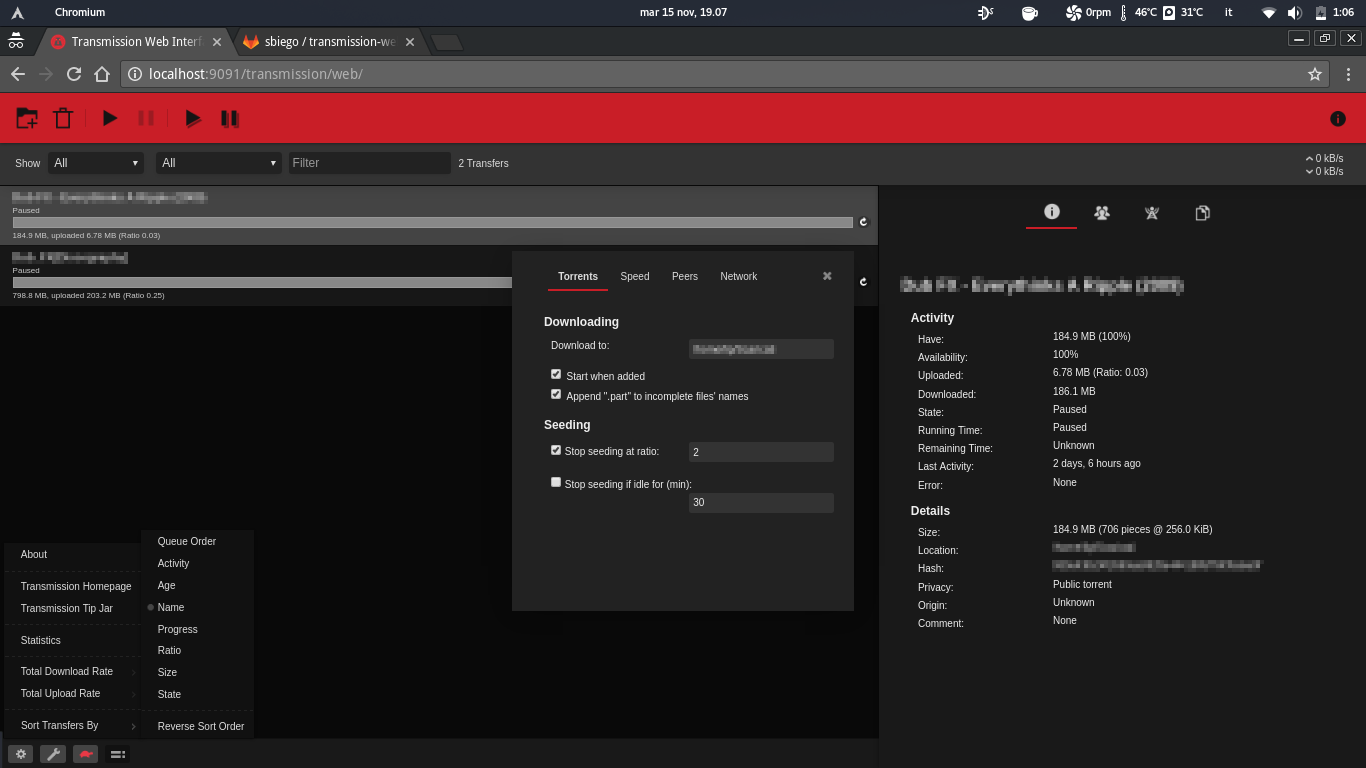 Chromium
mar 15 nov, 19.07
0rpm 46℃ 31℃ it 1:06
Transmission Web Interf
sbiego / transmission-we
localhost:9091/transmission/web/
Show All All Filter 2 Transfers
0 kB/s
0 kB/s
Paused
184.9 MB, uploaded 6.78 MB (Ratio 0.03)
Paused
798.8 MB, uploaded 203.2 MB (Ratio 0.25)
Torrents Speed Peers Network
Downloading
Download to:
Start when added
Append ".part" to incomplete files' names
Seeding
Stop seeding at ratio: 2
Stop seeding if idle for (min):
30
About
Transmission Homepage
Transmission Tip Jar
Statistics
Total Download Rate
Total Upload Rate
Sort Transfers By
Queue Order
Activity
Age
Name
Progress
Ratio
Size
State
Reverse Sort Order
Activity
Have: 184.9 MB (100%)
Availability: 100%
Uploaded: 6.78 MB (Ratio: 0.03)
Downloaded: 186.1 MB
State: Paused
Running Time: Paused
Remaining Time: Unknown
Last Activity: 2 days, 6 hours ago
Error: None
Details
Size: 184.9 MB (706 pieces @ 256.0 KiB)
Location:
Hash:
Privacy: Public torrent
Origin: Unknown
Comment: None